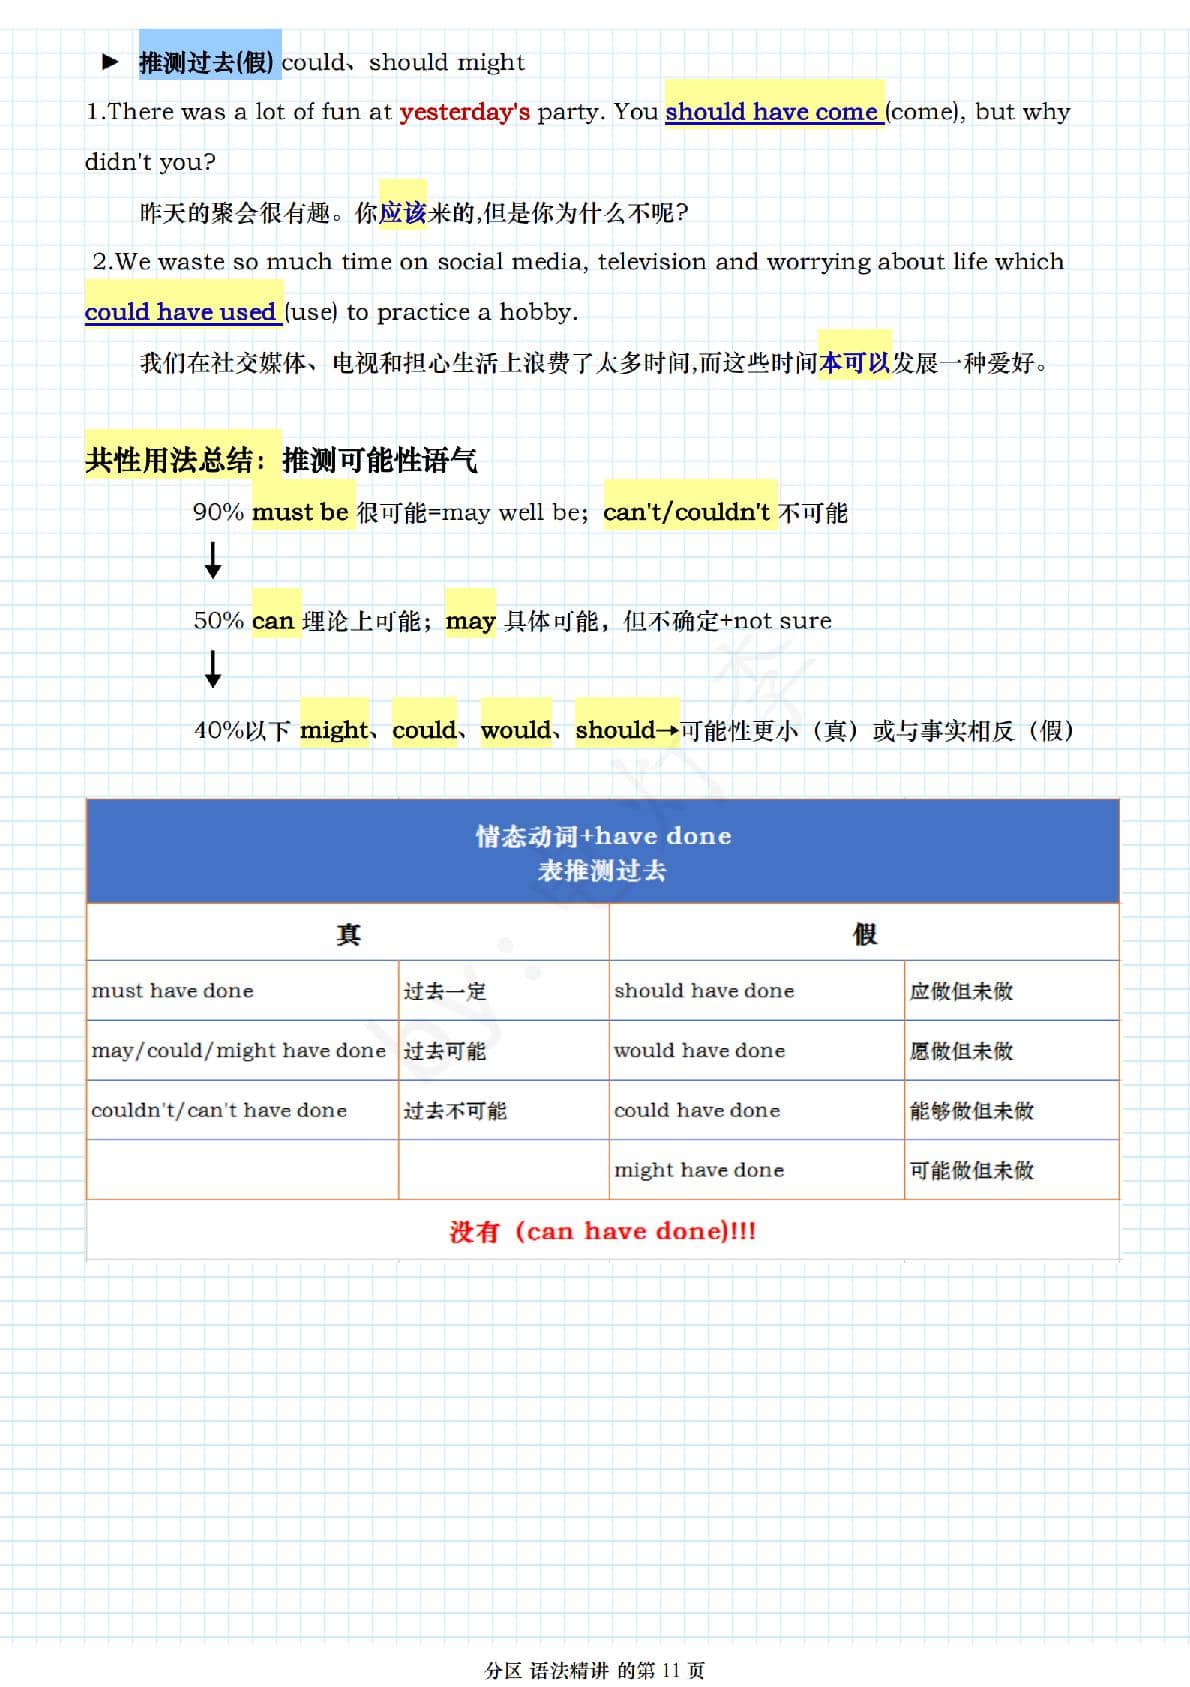 ► 推测过去(假) could、should might
1.There was a lot of fun at yesterday's party. You should have come (come), but why
didn't you?
昨天的聚会很有趣。你应该来的,但是你为什么不呢?
2.We waste so much time on social media, television and worrying about life which
could have used (use) to practice a hobby.
我们在社交媒体、电视和担心生活上浪费了太多时间,而这些时间本可以发展一种爱好。
共性用法总结：推测可能性语气
90% must be 很可能=may well be；can't/couldn't 不可能
↓
50% can 理论上可能；may 具体可能，但不确定+not sure
↓
40%以下 might、could、would、should→可能性更小（真）或与事实相反（假）
情态动词+have done
表推测过去
真 假
must have done 过去一定 should have done 应做但未做
may/could/might have done 过去可能 would have done 愿做但未做
couldn't/can't have done 过去不可能 could have done 能够做但未做
might have done 可能做但未做
没有（can have done)!!!
分区 语法精讲 的第 11 页